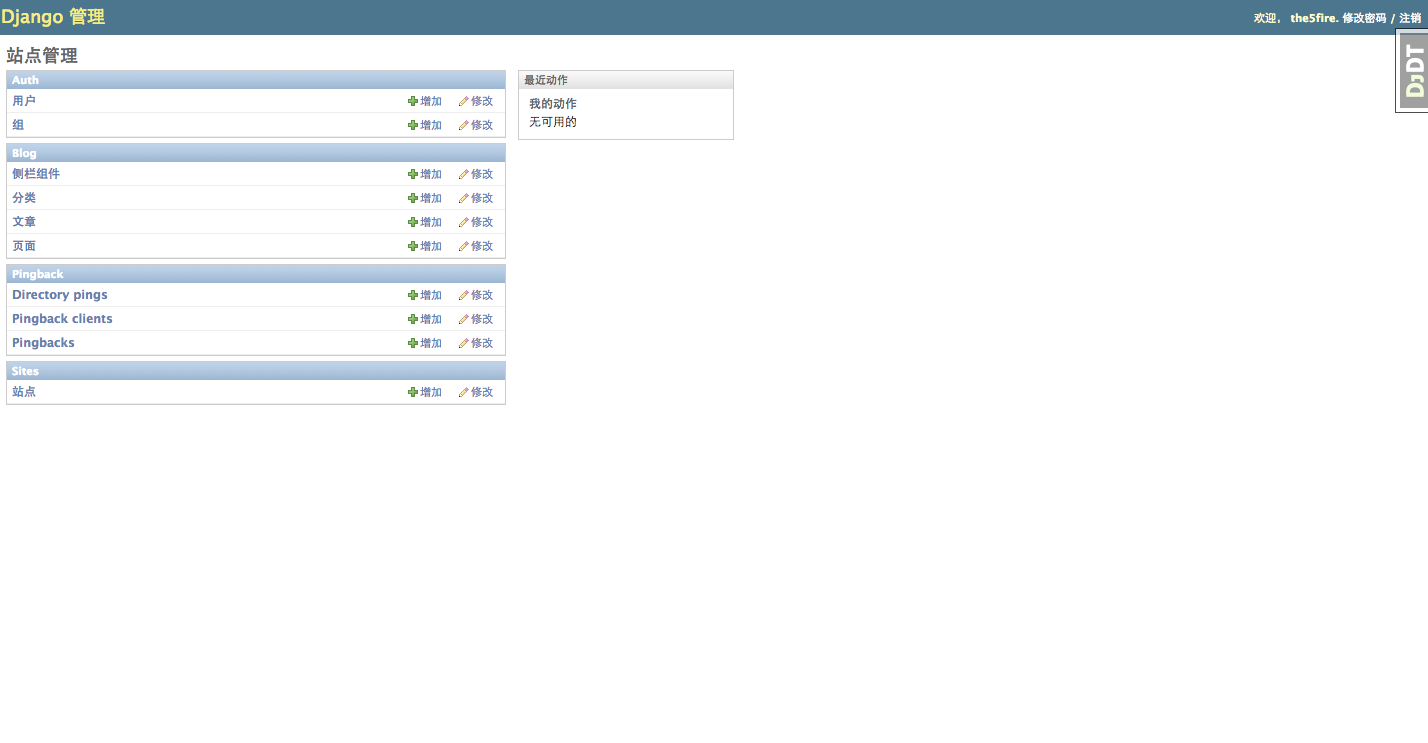 Django 管理
欢迎， the5fire. 修改密码 / 注销
DJDT
站点管理
Auth
用户 增加 修改
组 增加 修改
Blog
侧栏组件 增加 修改
分类 增加 修改
文章 增加 修改
页面 增加 修改
Pingback
Directory pings 增加 修改
Pingback clients 增加 修改
Pingbacks 增加 修改
Sites
站点 增加 修改
最近动作
我的动作
无可用的